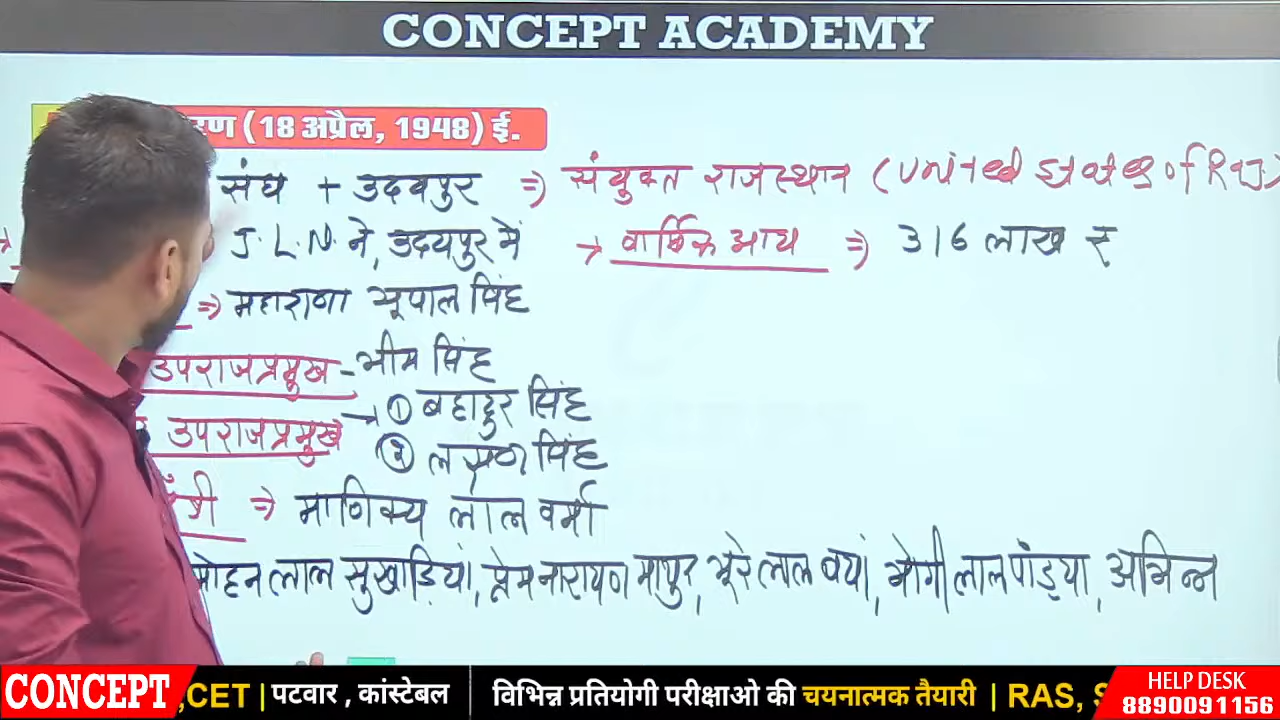 CONCEPT ACADEMY
रण (18 अप्रैल, 1948) ई.
संघ + उदयपुर ⇒ संयुक्त राजस्थान (United States of Raj.)
J.L.N. ने, उदयपुर में → वार्षिक आय ⇒ 316 लाख ₹
⇒ महाराणा भूपाल सिंह
उपराजप्रमुख - भीम सिंह
उपराजप्रमुख → ① बहादुर सिंह
② लक्ष्मण सिंह
⇒ माणिक्य लाल वर्मा
मोहन लाल सुखाड़िया, प्रेम नारायण माथुर, भूरे लाल बयां, भोगी लाल पांड्या, अभिन्न
CONCEPT
,CET | पटवार , कांस्टेबल | विभिन्न प्रतियोगी परीक्षाओ की चयनात्मक तैयारी | RAS, S
HELP DESK
8890091156